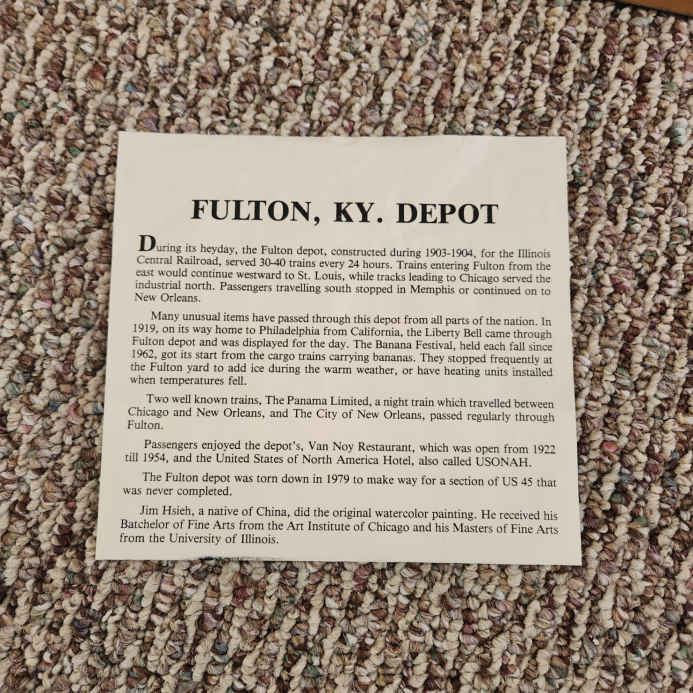 FULTON, KY. DEPOT
During its heyday, the Fulton depot, constructed during 1903-1904, for the Illinois
Central Railroad, served 30-40 trains every 24 hours. Trains entering Fulton from the
east would continue westward to St. Louis, while tracks leading to Chicago served the
industrial north. Passengers travelling south stopped in Memphis or continued on to
New Orleans.
Many unusual items have passed through this depot from all parts of the nation. In
1919, on its way home to Philadelphia from California, the Liberty Bell came through
Fulton depot and was displayed for the day. The Banana Festival, held each fall since
1962, got its start from the cargo trains carrying bananas. They stopped frequently at
the Fulton yard to add ice during the warm weather, or have heating units installed
when temperatures fell.
Two well known trains, The Panama Limited, a night train which travelled between
Chicago and New Orleans, and The City of New Orleans, passed regularly through
Fulton.
Passengers enjoyed the depot's, Van Noy Restaurant, which was open from 1922
till 1954, and the United States of North America Hotel, also called USONAH.
The Fulton depot was torn down in 1979 to make way for a section of US 45 that
was never completed.
Jim Hsieh, a native of China, did the original watercolor painting. He received his
Batchelor of Fine Arts from the Art Institute of Chicago and his Masters of Fine Arts
from the University of Illinois.